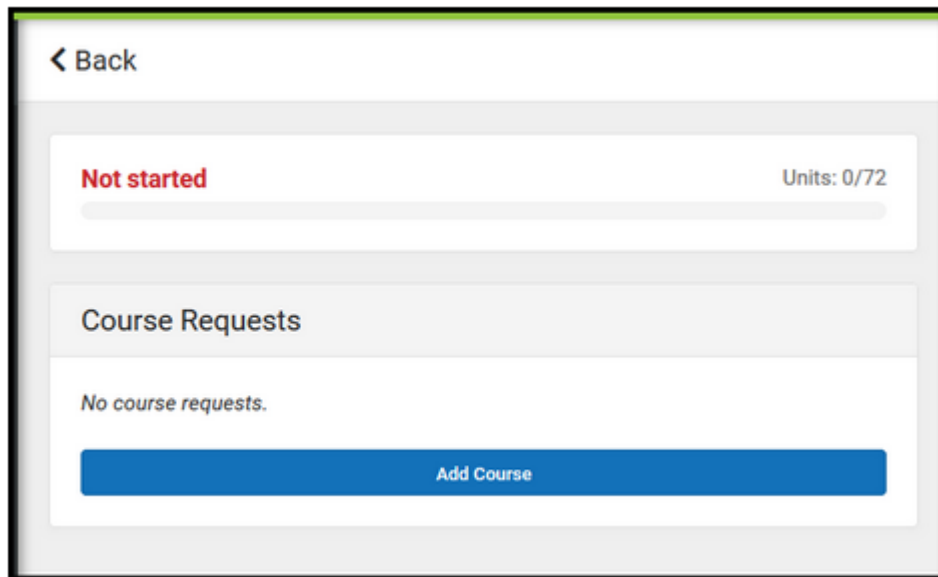 Back
Not started
Units: 0/72
Course Requests
No course requests.
Add Course